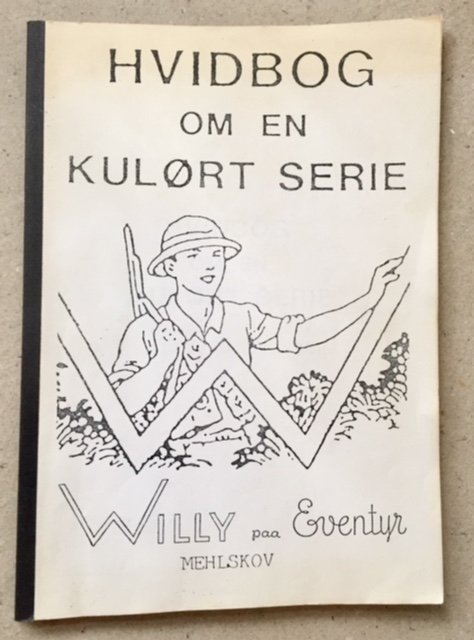 HVIDBOG
OM EN
KULØRT SERIE
WILLY paa Eventyr
MEHLSKOV